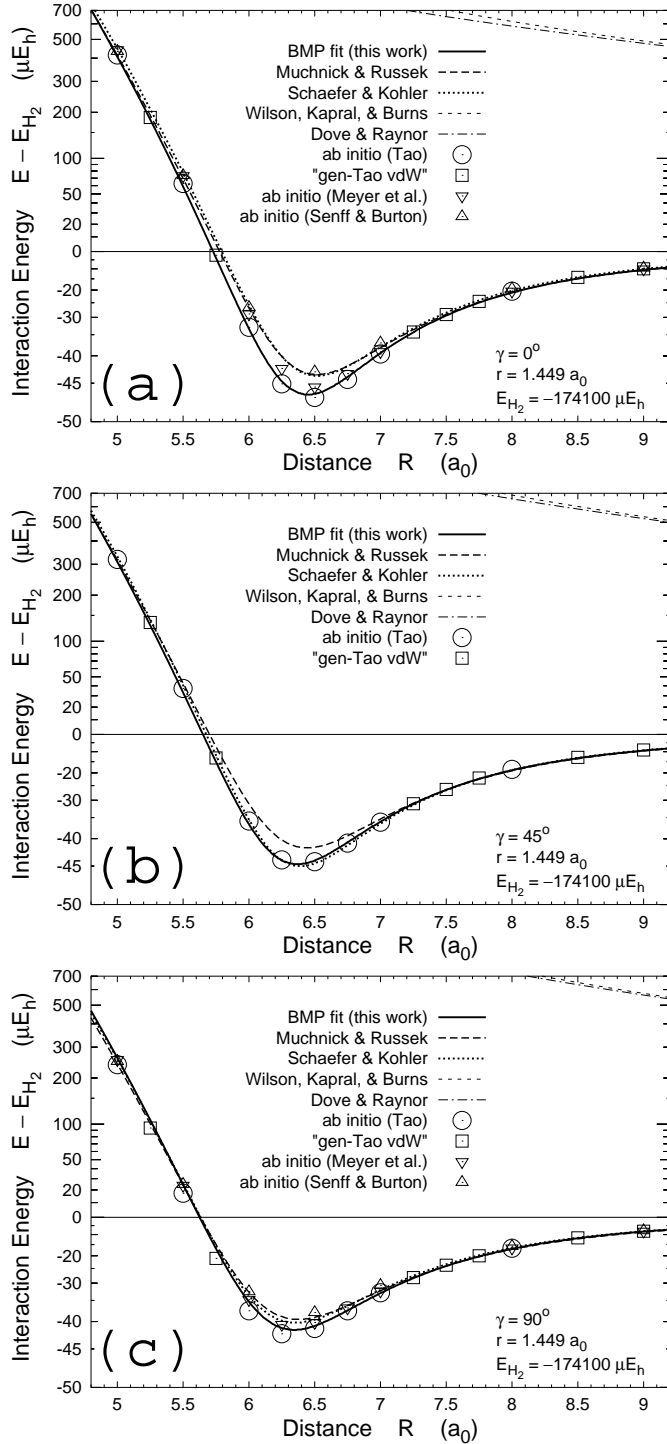 700
500
400
300
200
100
50
20
0
-20
-30
-40
-45
-50
Interaction Energy E − E_H2 (μE_h)
BMP fit (this work)
Muchnick & Russek
Schaefer & Kohler
Wilson, Kapral, & Burns
Dove & Raynor
ab initio (Tao)
"gen-Tao vdW"
ab initio (Meyer et al.)
ab initio (Senff & Burton)
(a)
γ = 0°
r = 1.449 a_0
E_H2 = −174100 μE_h
5 5.5 6 6.5 7 7.5 8 8.5 9
Distance R (a_0)
700
500
400
300
200
100
50
20
0
-20
-30
-40
-45
-50
Interaction Energy E − E_H2 (μE_h)
BMP fit (this work)
Muchnick & Russek
Schaefer & Kohler
Wilson, Kapral, & Burns
Dove & Raynor
ab initio (Tao)
"gen-Tao vdW"
(b)
γ = 45°
r = 1.449 a_0
E_H2 = −174100 μE_h
5 5.5 6 6.5 7 7.5 8 8.5 9
Distance R (a_0)
700
500
300
200
100
50
20
0
-20
-30
-40
-45
-50
Interaction Energy E − E_H2 (μE_h)
BMP fit (this work)
Muchnick & Russek
Schaefer & Kohler
Wilson, Kapral, & Burns
Dove & Raynor
ab initio (Tao)
"gen-Tao vdW"
ab initio (Meyer et al.)
ab initio (Senff & Burton)
(c)
γ = 90°
r = 1.449 a_0
E_H2 = −174100 μE_h
5 5.5 6 6.5 7 7.5 8 8.5 9
Distance R (a_0)